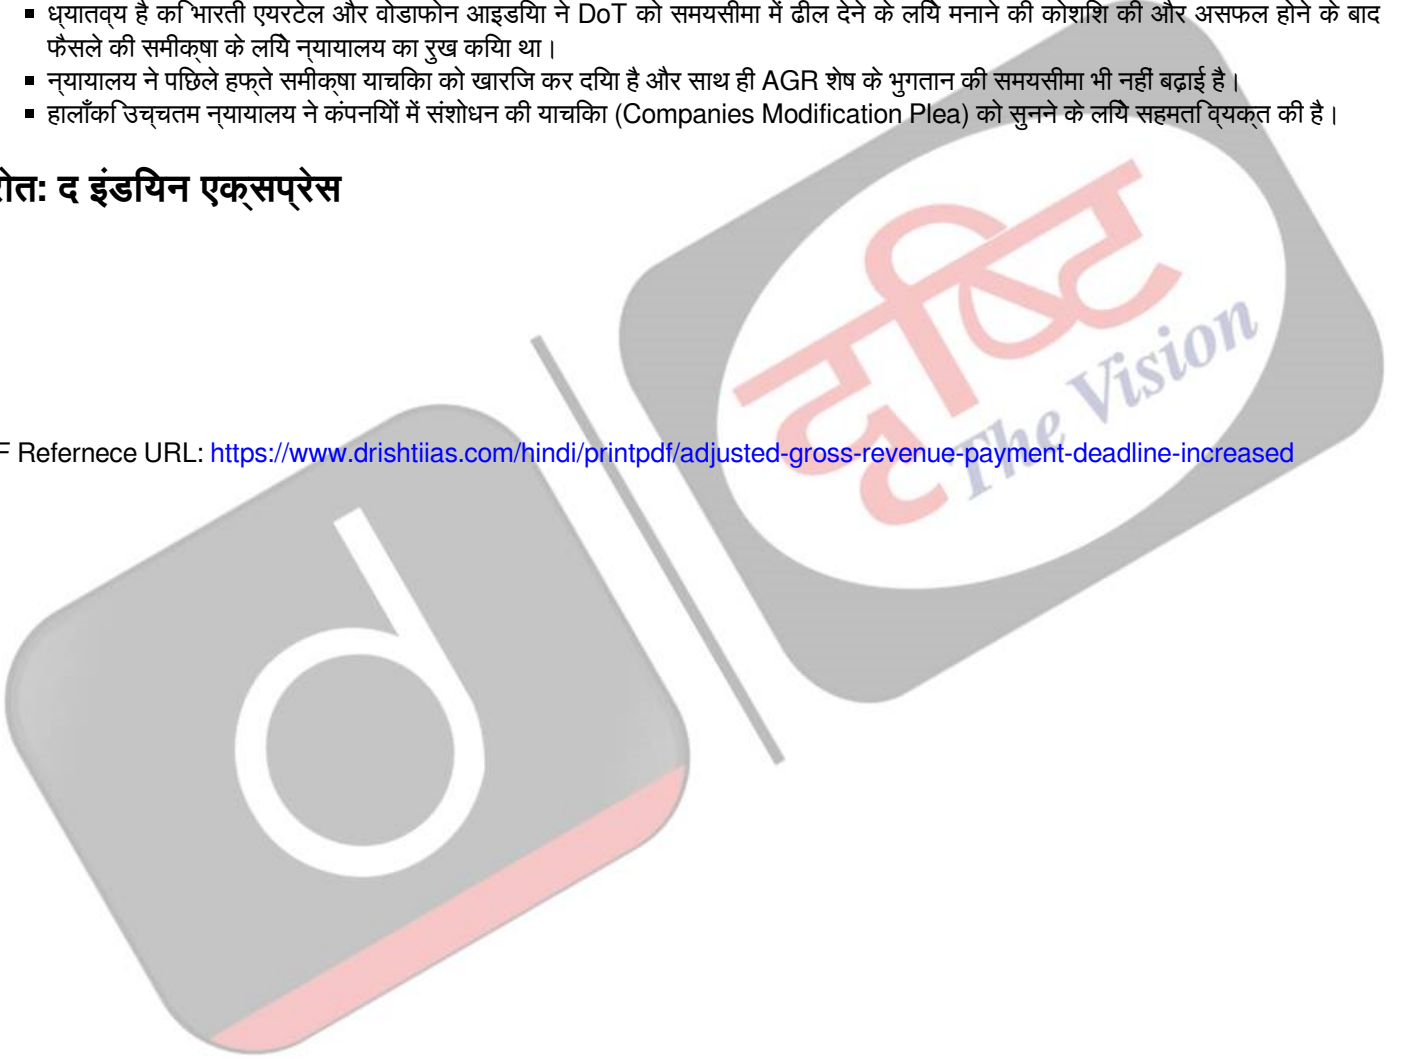 ▪ ध्यातव्य है कि भारती एयरटेल और वोडाफोन आइडिया ने DoT को समयसीमा में ढील देने के लिये मनाने की कोशिश की और असफल होने के बाद
फैसले की समीक्षा के लिये न्यायालय का रुख किया था।
▪ न्यायालय ने पिछले हफ्ते समीक्षा याचिका को खारिज कर दिया है और साथ ही AGR शेष के भुगतान की समयसीमा भी नहीं बढ़ाई है।
▪ हालाँकि उच्चतम न्यायालय ने कंपनियों में संशोधन की याचिका (Companies Modification Plea) को सुनने के लिये सहमति व्यक्त की है।
रोत: द इंडियन एक्सप्रेस
दृष्टि
The Vision
F Refernece URL: https://www.drishtiias.com/hindi/printpdf/adjusted-gross-revenue-payment-deadline-increased
d